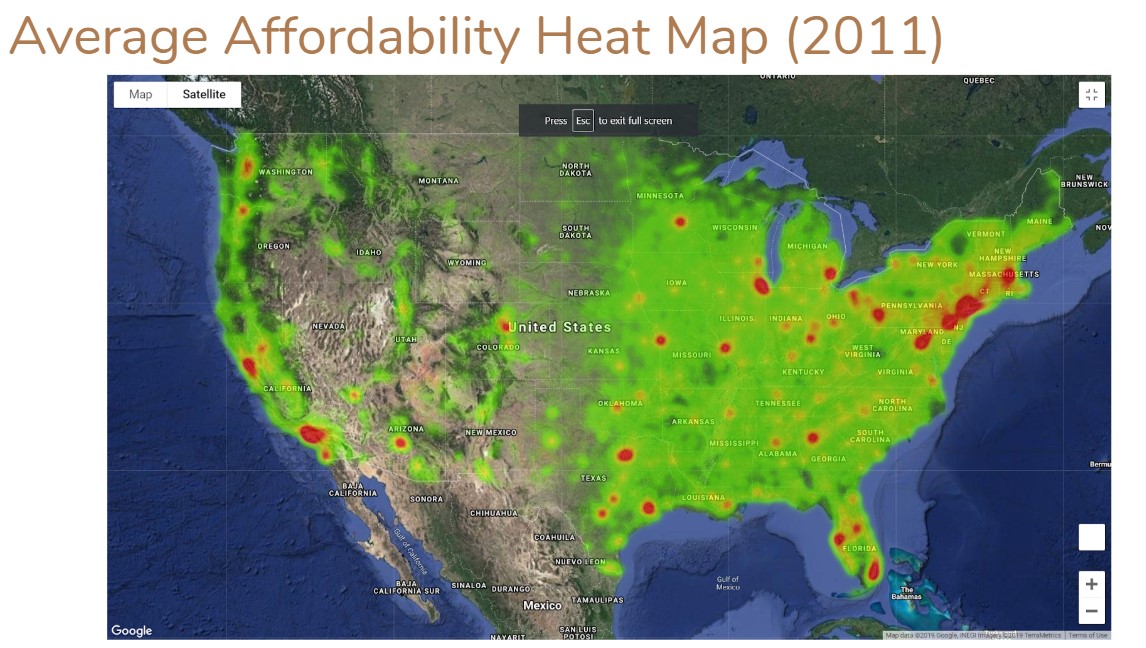 Average Affordability Heat Map (2011)
ONTARIO
QUEBEC
Map Satellite
Press Esc to exit full screen
WASHINGTON
MONTANA
NORTH
DAKOTA
MINNESOTA
NEW
BRUNSWICK
MAINE
NOV
VERMONT
OREGON
IDAHO
SOUTH
DAKOTA
WISCONSIN
MICHIGAN
NEW
HAMPSHIRE
WYOMING
NEW YORK
MASSACHUSETTS
IOWA
CT RI
NEBRASKA
PENNSYLVANIA
ILLINOIS
INDIANA
OHIO
NEVADA
United States
MARYLAND
NJ
DE
UTAH
COLORADO
KANSAS
MISSOURI
WEST
VIRGINIA
KENTUCKY
VIRGINIA
CALIFORNIA
OKLAHOMA
TENNESSEE
NORTH
CAROLINA
ARKANSAS
ARIZONA
NEW MEXICO
MISSISSIPPI
SOUTH
CAROLINA
ALABAMA
GEORGIA
Bermu
TEXAS
BAJA
CALIFORNIA
SONORA
LOUISIANA
CHIHUAHUA
Gulf of California
COAHUILA
FLORIDA
NUEVO LEON
BAJA
CALIFORNIA SUR
SINALOA
DURANGO
Gulf of
Mexico
The
Bahamas
Mexico
TAMAULIPAS
Google
NAYARIT
SAN LUIS
POTOSI
Map data ©2019 Google, INEGI Imagery ©2019 TerraMetrics Terms of Use